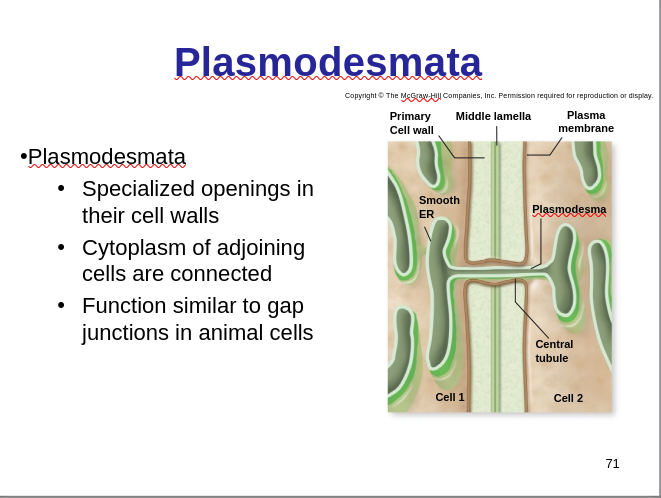 Plasmodesmata
Copyright © The McGraw-Hill Companies, Inc. Permission required for reproduction or display.
•Plasmodesmata
• Specialized openings in
their cell walls
• Cytoplasm of adjoining
cells are connected
• Function similar to gap
junctions in animal cells
Primary
Cell wall
Middle lamella
Plasma
membrane
Smooth
ER
Plasmodesma
Central
tubule
Cell 1
Cell 2
71